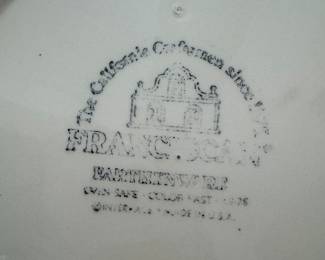 The California Craftsmen since
FRANCISCAN
EARTHENWARE
OVEN SAFE - COLOR FAST -
MADE IN U.S.A.